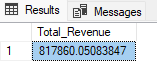 Results Messages
Total_Revenue
1 817860.05083847